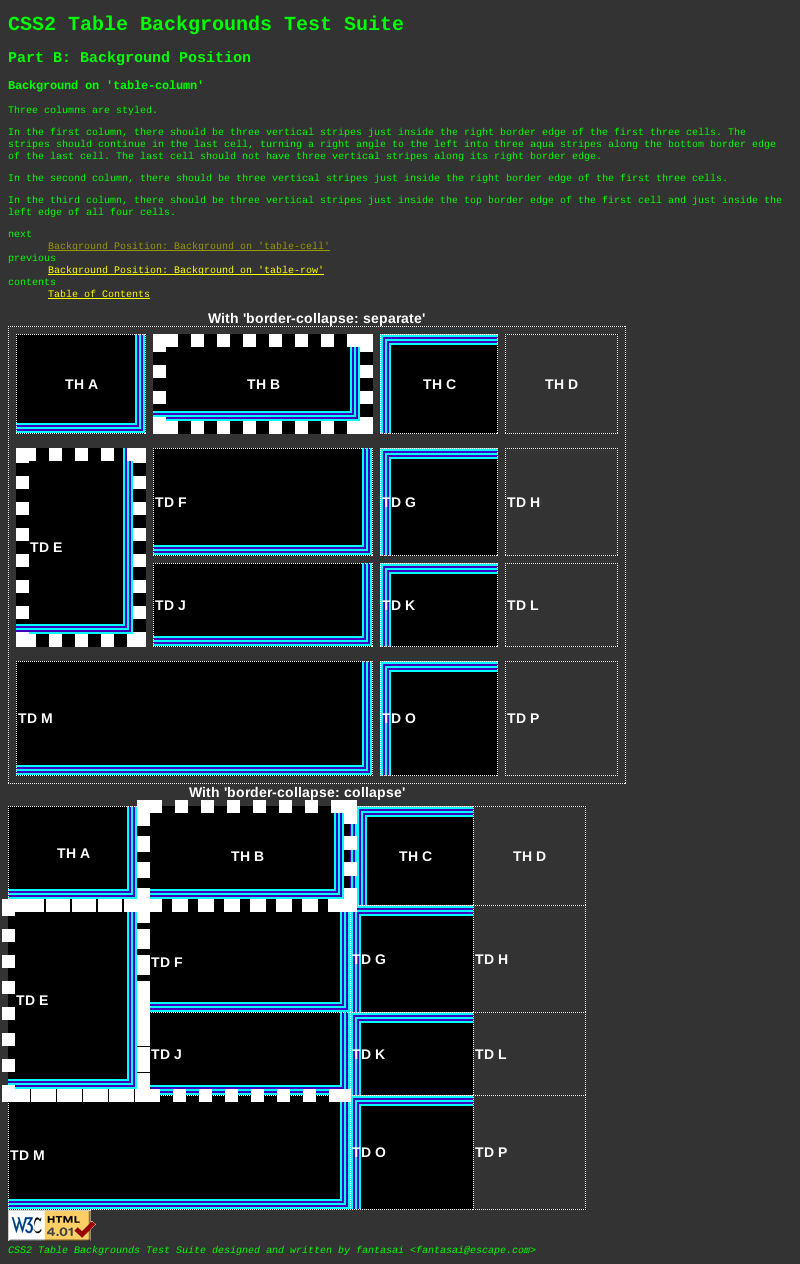 CSS2 Table Backgrounds Test Suite
Part B: Background Position
Background on 'table-column'
Three columns are styled.
In the first column, there should be three vertical stripes just inside the right border edge of the first three cells. The
stripes should continue in the last cell, turning a right angle to the left into three aqua stripes along the bottom border edge
of the last cell. The last cell should not have three vertical stripes along its right border edge.
In the second column, there should be three vertical stripes just inside the right border edge of the first three cells.
In the third column, there should be three vertical stripes just inside the top border edge of the first cell and just inside the
left edge of all four cells.
next
Background Position: Background on 'table-cell'
previous
Background Position: Background on 'table-row'
contents
Table of Contents
With 'border-collapse: separate'
TH A TH B TH C TH D
TD F TD G TD H
TD E
TD J TD K TD L
TD M TD O TD P
With 'border-collapse: collapse'
TH A TH B TH C TH D
TD F TD G TD H
TD E
TD J TD K TD L
TD M TD O TD P
W3C HTML 4.01
CSS2 Table Backgrounds Test Suite designed and written by fantasai <fantasai@escape.com>